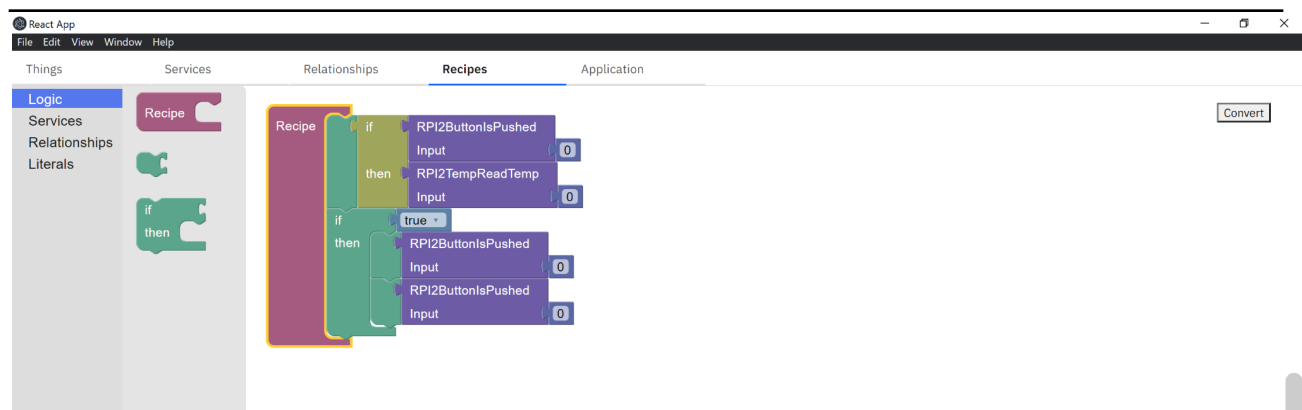 React App
File Edit View Window Help
Things Services Relationships Recipes Application
Logic
Services
Relationships
Literals
Recipe
if
then
Recipe
if RPI2ButtonIsPushed
Input 0
then RPI2TempReadTemp
Input 0
if true
then RPI2ButtonIsPushed
Input 0
RPI2ButtonIsPushed
Input 0
Convert